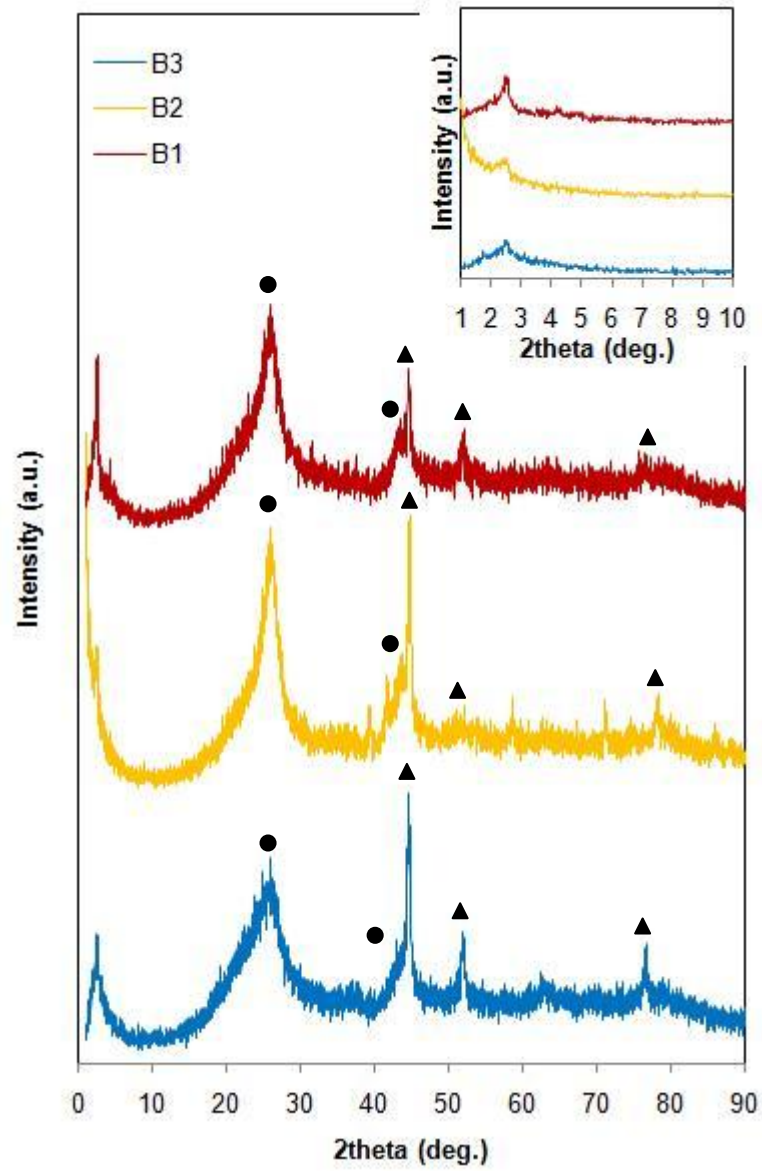 B3
B2
B1
Intensity (a.u.)
1 2 3 4 5 6 7 8 9 10
2theta (deg.)
Intensity (a.u.)
0 10 20 30 40 50 60 70 80 90
2theta (deg.)